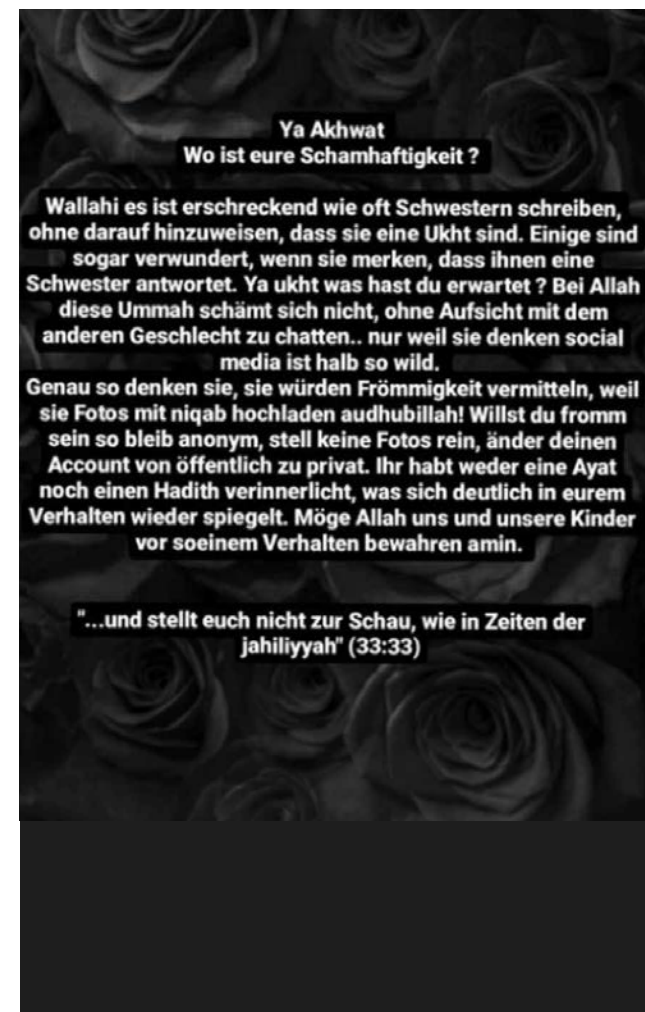 Ya Akhwat
Wo ist eure Schamhaftigkeit ?
Wallahi es ist erschreckend wie oft Schwestern schreiben,
ohne darauf hinzuweisen, dass sie eine Ukht sind. Einige sind
sogar verwundert, wenn sie merken, dass ihnen eine
Schwester antwortet. Ya ukht was hast du erwartet ? Bei Allah
diese Ummah schämt sich nicht, ohne Aufsicht mit dem
anderen Geschlecht zu chatten.. nur weil sie denken social
media ist halb so wild.
Genau so denken sie, sie würden Frömmigkeit vermitteln, weil
sie Fotos mit niqab hochladen audhubillah! Willst du fromm
sein so bleib anonym, stell keine Fotos rein, änder deinen
Account von öffentlich zu privat. Ihr habt weder eine Ayat
noch einen Hadith verinnerlicht, was sich deutlich in eurem
Verhalten wieder spiegelt. Möge Allah uns und unsere Kinder
vor soeinem Verhalten bewahren amin.
"...und stellt euch nicht zur Schau, wie in Zeiten der
jahiliyyah" (33:33)